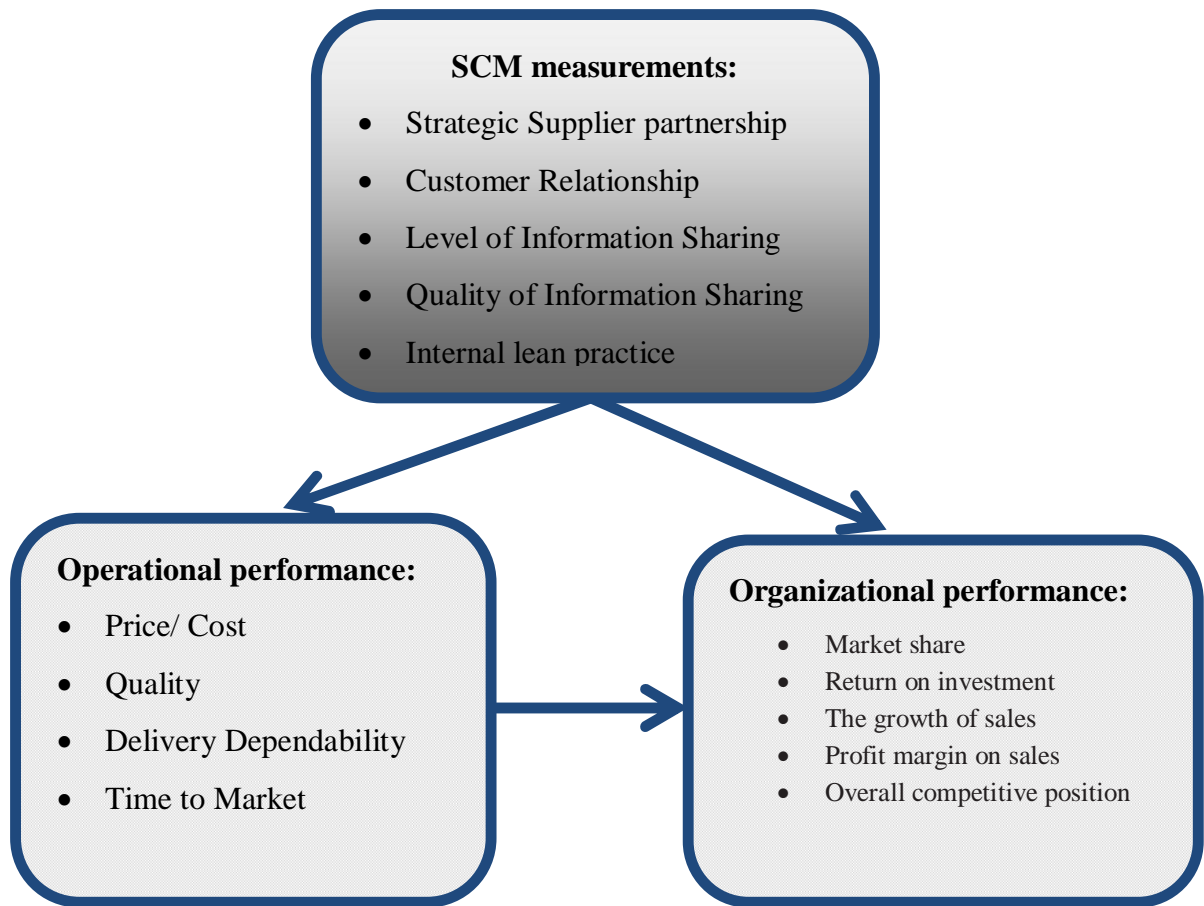 SCM measurements:
• Strategic Supplier partnership
• Customer Relationship
• Level of Information Sharing
• Quality of Information Sharing
• Internal lean practice
Operational performance:
• Price/ Cost
• Quality
• Delivery Dependability
• Time to Market
Organizational performance:
• Market share
• Return on investment
• The growth of sales
• Profit margin on sales
• Overall competitive position